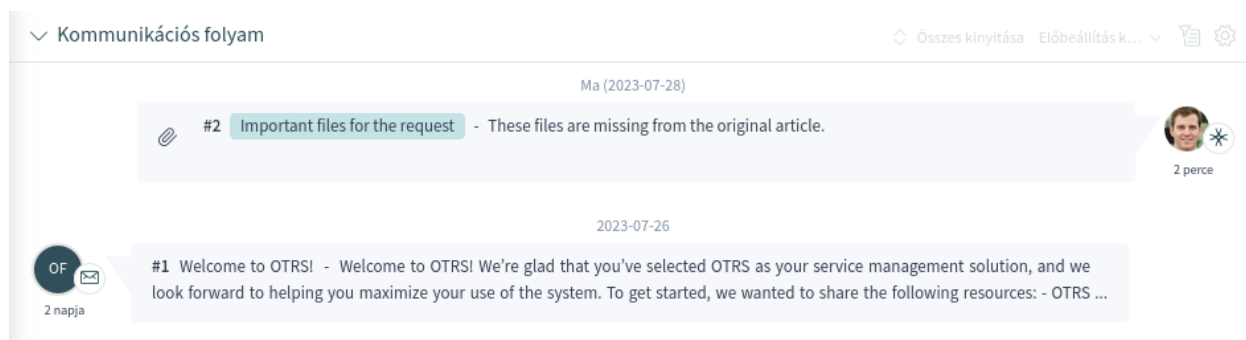 Kommunikációs folyam
Összes kinyitása Előbeállítás k...
Ma (2023-07-28)
#2 Important files for the request - These files are missing from the original article.
2 perce
2023-07-26
OF
#1 Welcome to OTRS! - Welcome to OTRS! We're glad that you've selected OTRS as your service management solution, and we
look forward to helping you maximize your use of the system. To get started, we wanted to share the following resources: - OTRS ...
2 napja